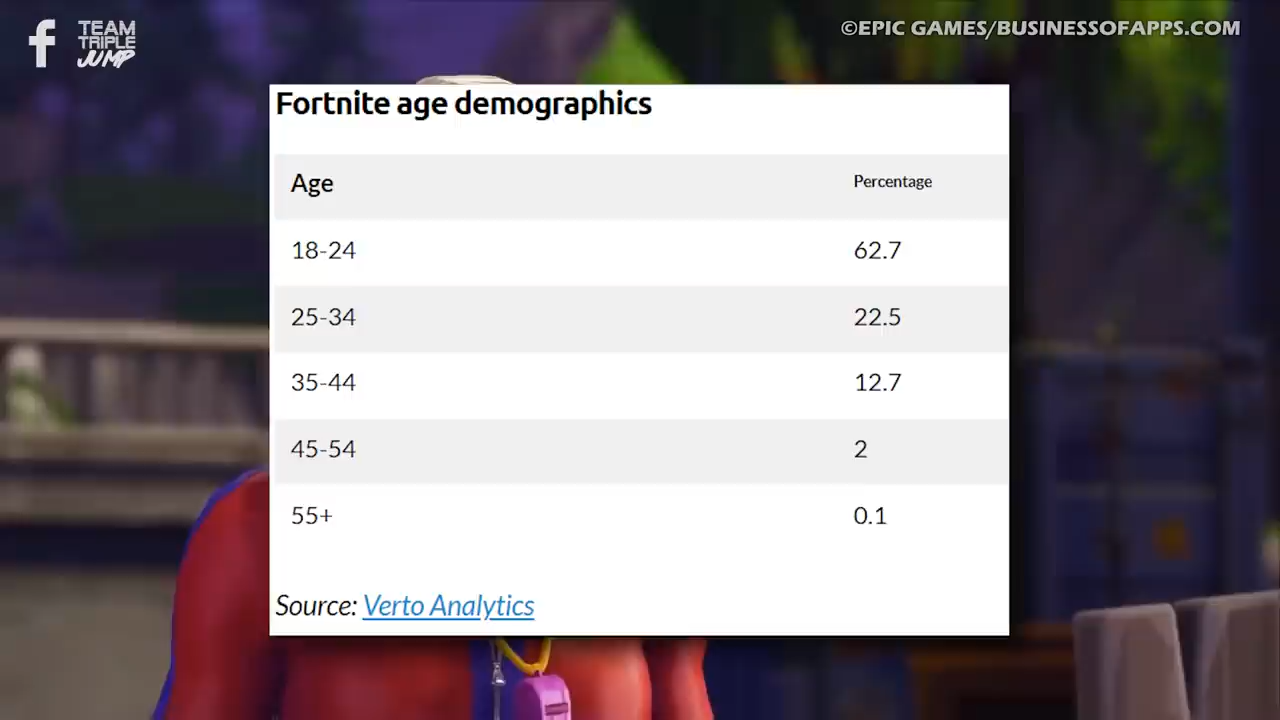 f
TEAM
TRIPLE
JUMP
©EPIC GAMES/BUSINESSOFAPPS.COM
Fortnite age demographics
Age Percentage
18-24 62.7
25-34 22.5
35-44 12.7
45-54 2
55+ 0.1
Source: Verto Analytics